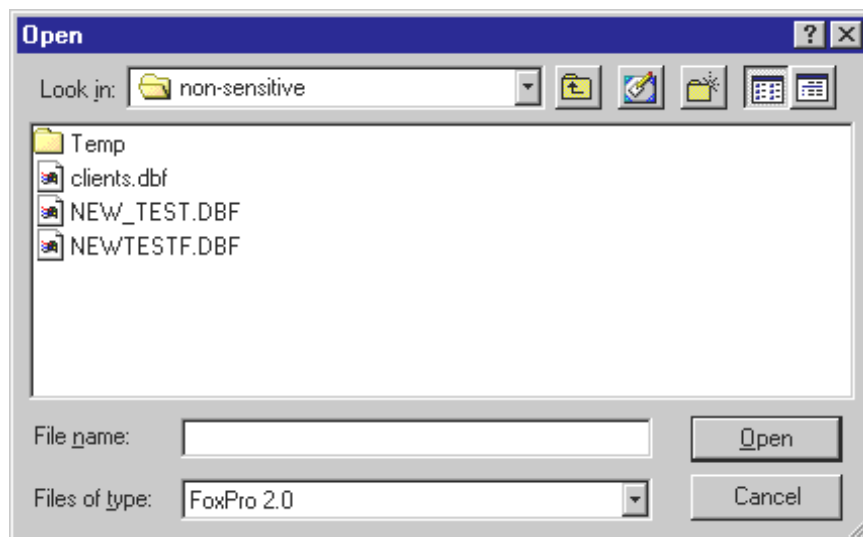 Open
Look in: non-sensitive
Temp
clients.dbf
NEW_TEST.DBF
NEWTESTF.DBF
File name:
Open
Files of type: FoxPro 2.0
Cancel